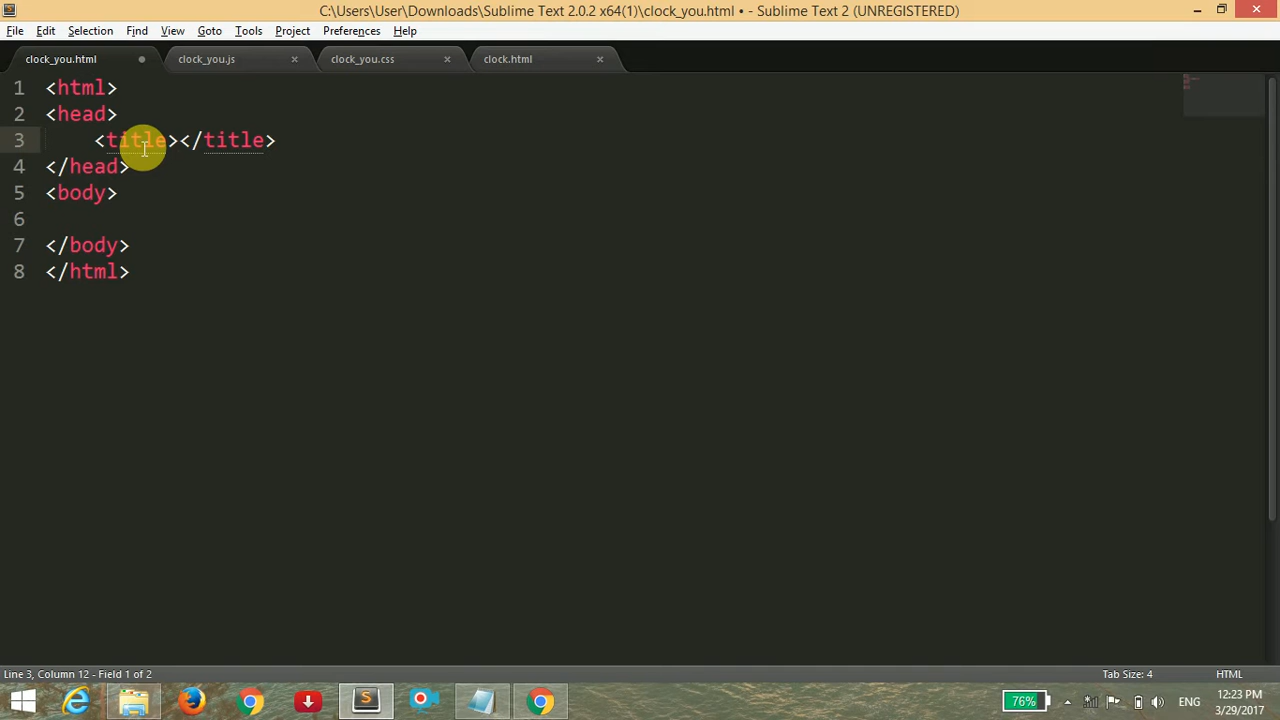 C:\Users\User\Downloads\Sublime Text 2.0.2 x64(1)\clock_you.html • - Sublime Text 2 (UNREGISTERED)
File Edit Selection Find View Goto Tools Project Preferences Help
clock_you.html clock_you.js clock_you.css clock.html
1 <html>
2 <head>
3 <title></title>
4 </head>
5 <body>
6
7 </body>
8 </html>
Line 3, Column 12 - Field 1 of 2 Tab Size: 4 HTML
76% ENG 12:23 PM
3/29/2017